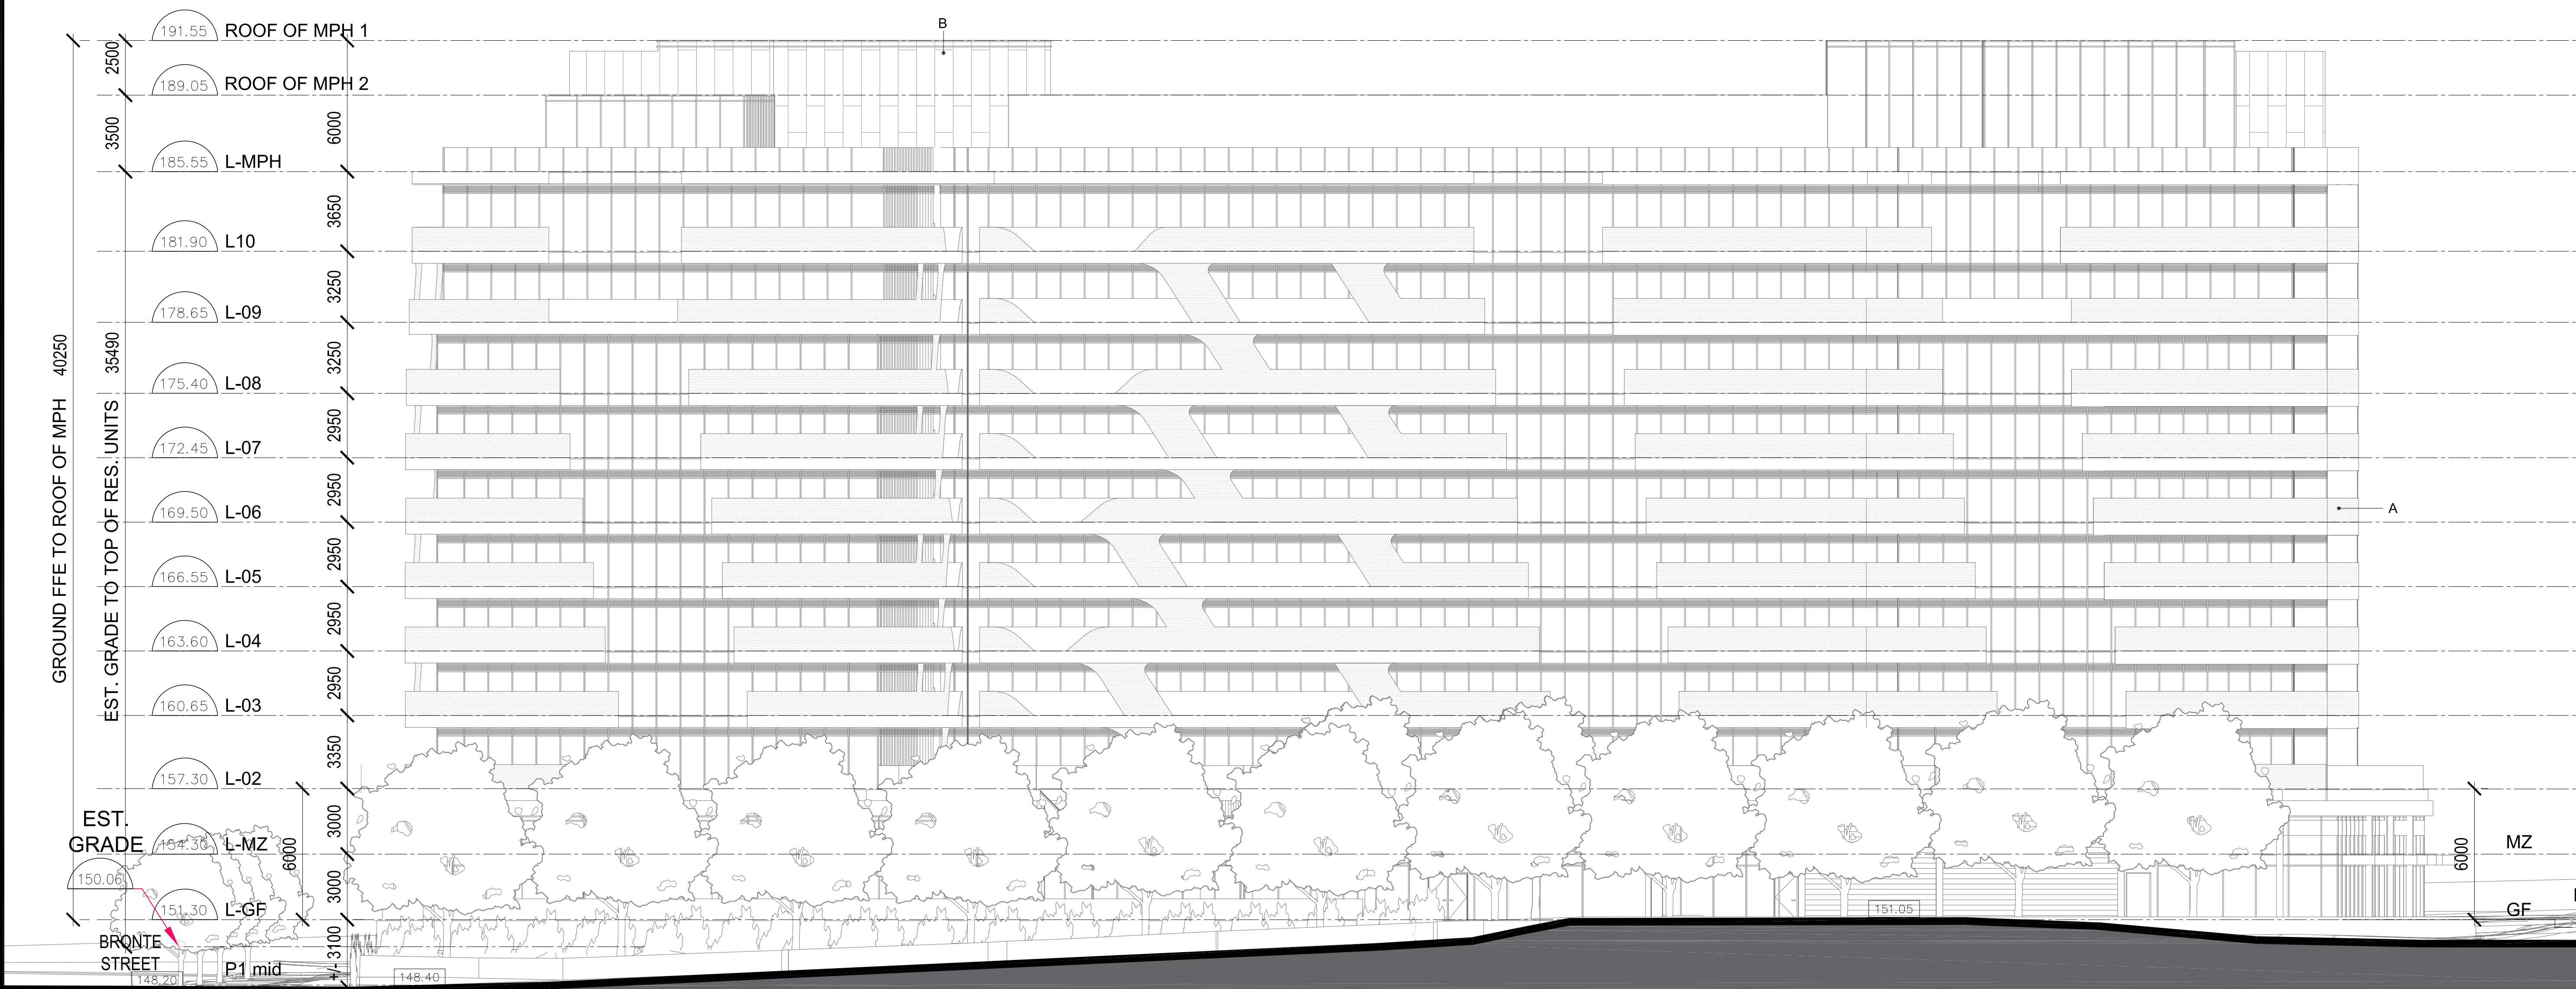 B
191.55 ROOF OF MPH 1
2500
189.05 ROOF OF MPH 2
3500
6000
185.55 L-MPH
3650
181.90 L10
3250
178.65 L-09
3250
175.40 L-08
2950
172.45 L-07
2950
169.50 L-06
A
2950
166.55 L-05
2950
163.60 L-04
2950
160.65 L-03
3350
157.30 L-02
3000
154.30 L-MZ
3000
151.30 L-GF
+/- 3100
P1 mid
GROUND FFE TO ROOF OF MPH 40250
EST. GRADE TO TOP OF RES. UNITS 35490
EST.
GRADE
150.06
6000
BRONTE
STREET
148.20
148.40
151.05
6000
MZ
GF